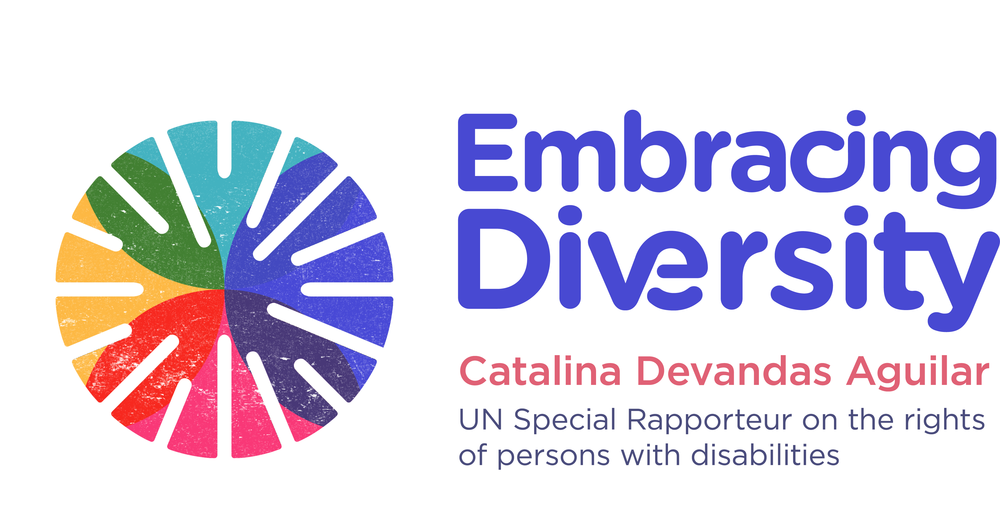 Embracing
Diversity
Catalina Devandas Aguilar
UN Special Rapporteur on the rights
of persons with disabilities